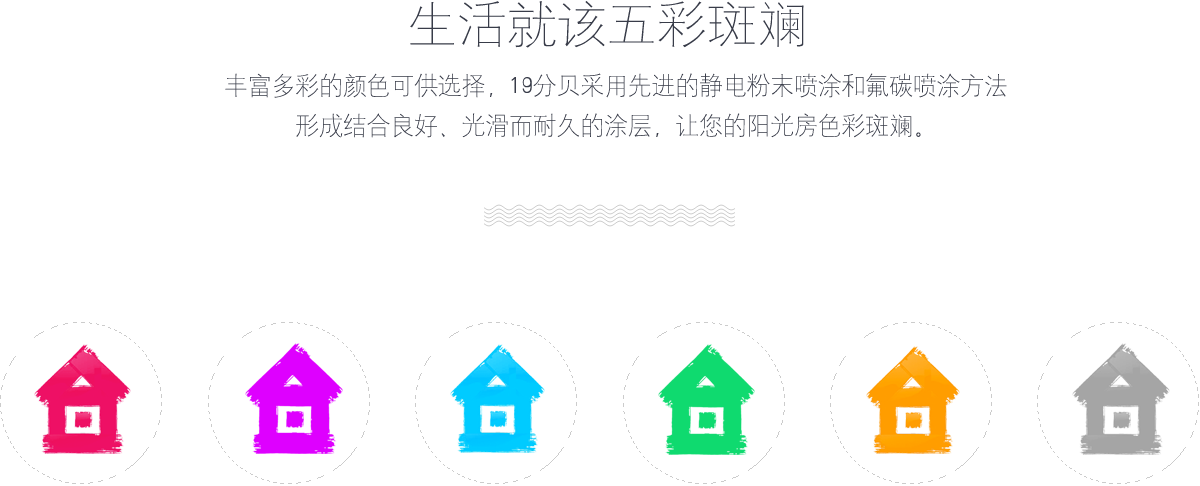 生活就该五彩斑斓
丰富多彩的颜色可供选择，19分贝采用先进的静电粉末喷涂和氟碳喷涂方法
形成结合良好、光滑而耐久的涂层，让您的阳光房色彩斑斓。